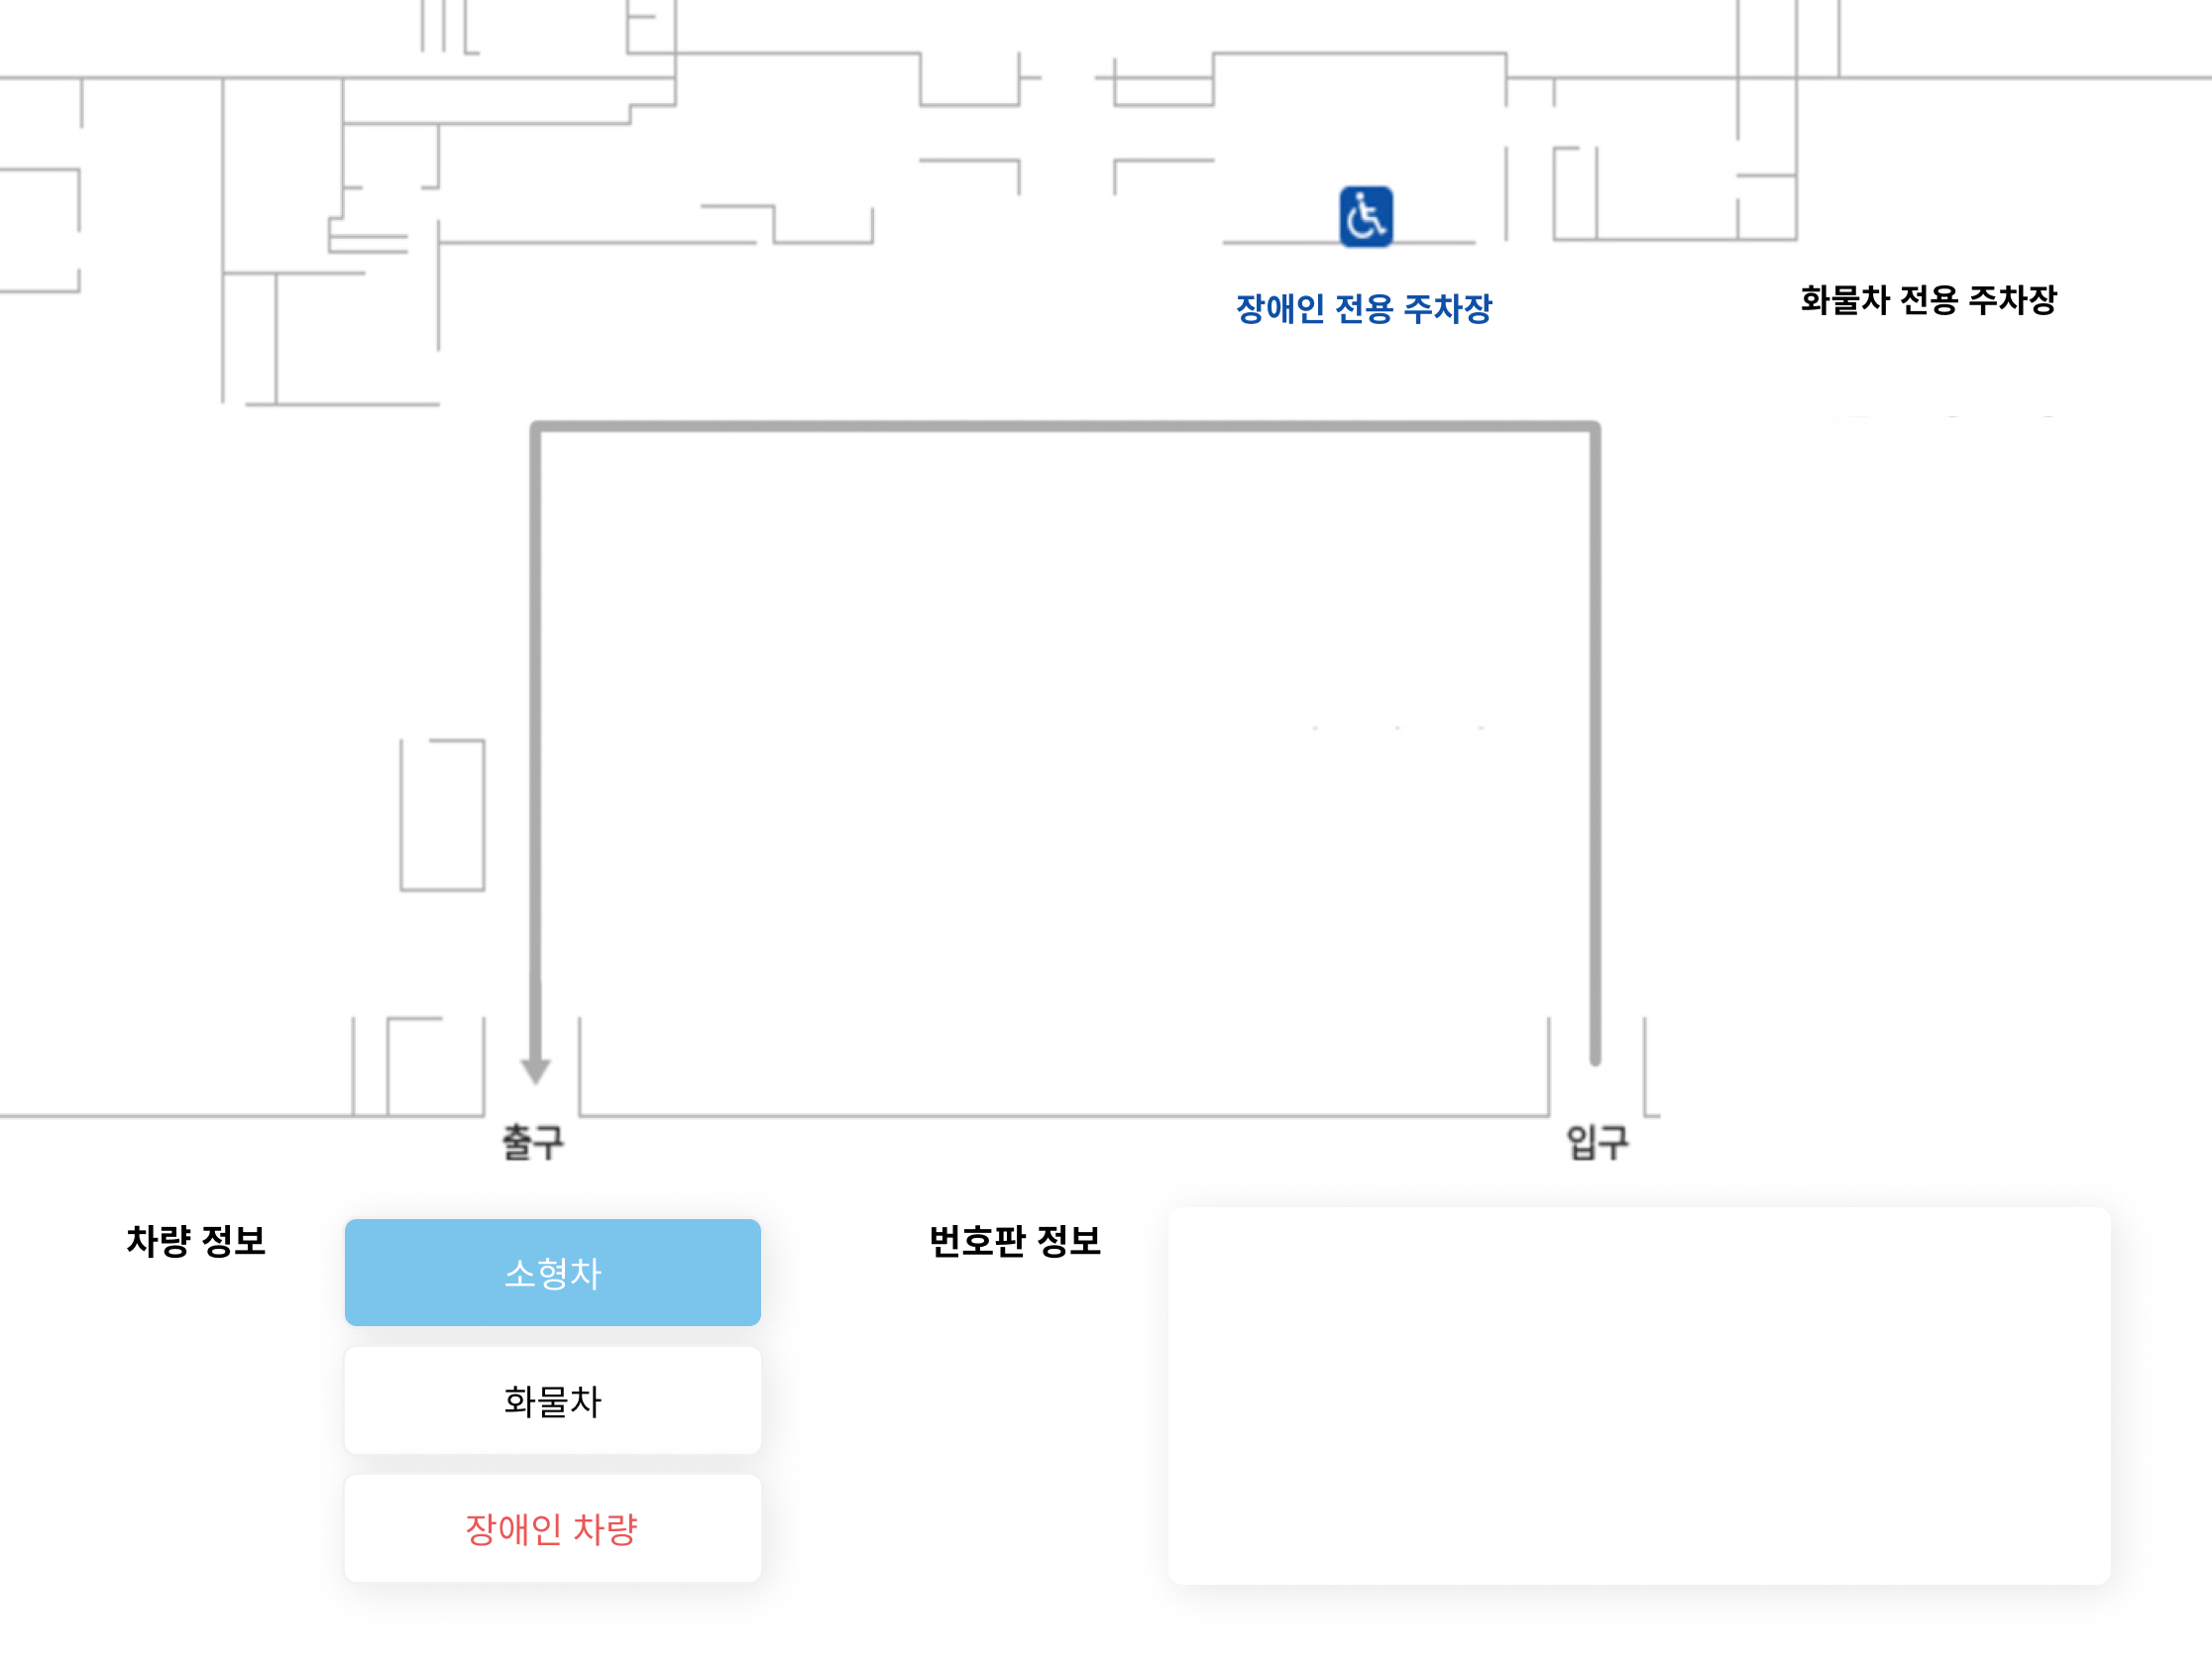 장애인 전용 주차장
화물차 전용 주차장
출구
입구
차량 정보
소형차
화물차
장애인 차량
번호판 정보